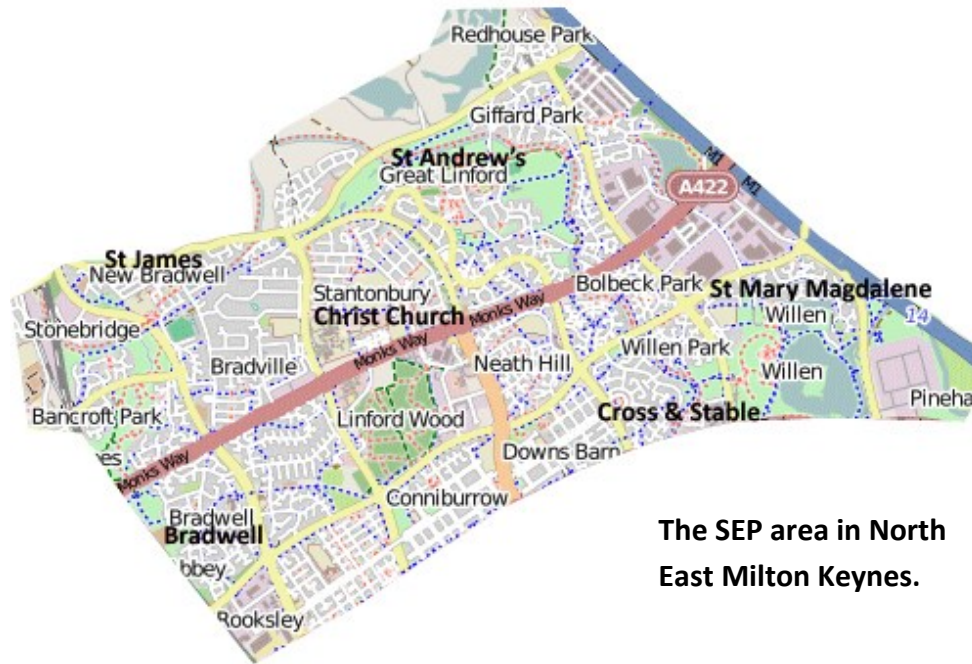 Redhouse Park
Giffard Park
M1
M1
St Andrew's
Great Linford
A422
St James
New Bradwell
Stantonbury
Bolbeck Park
St Mary Magdalene
Christ Church
Monks Way
Willen
14
Stonebridge
Bradville
Monks Way
Neath Hill
Willen Park
Willen
Pineha
Bancroft Park
Linford Wood
Cross & Stable
es
Monks Way
Downs Barn
Conniburrow
Bradwell
Bradwell
bbey
Rooksley
The SEP area in North
East Milton Keynes.